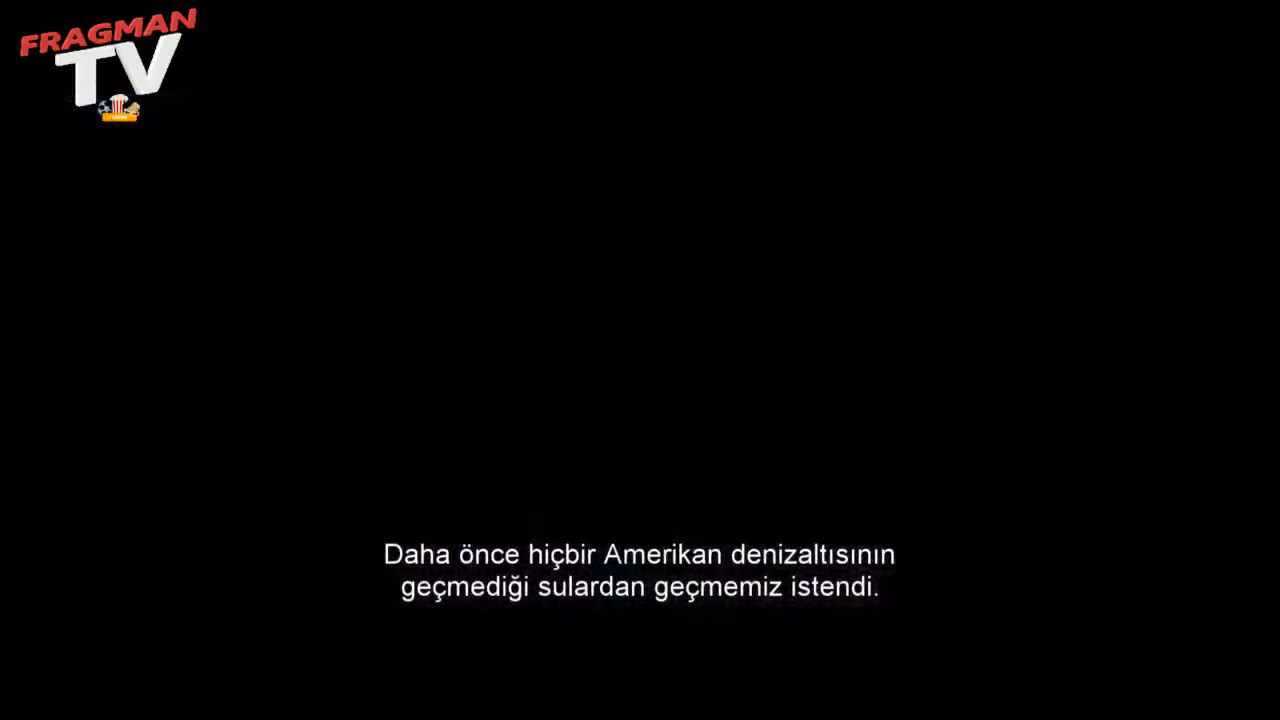 FRAGMAN
TV
Daha önce hiçbir Amerikan denizaltısının
geçmediği sulardan geçmemiz istendi.